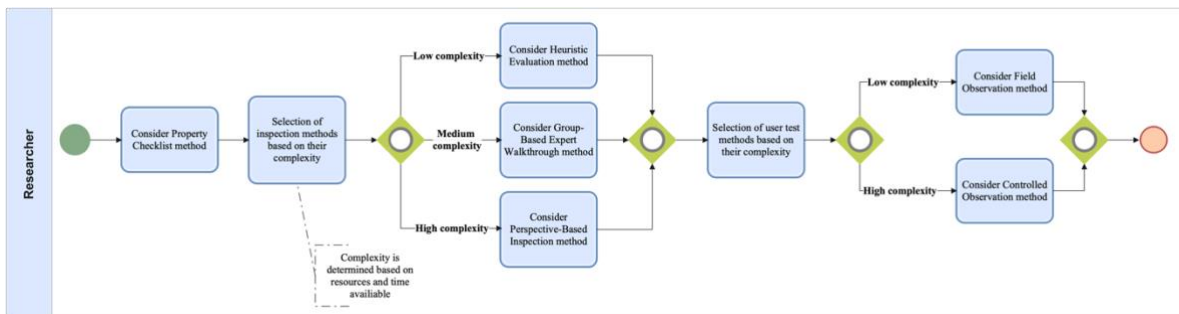 Researcher
Consider Property
Checklist method
Selection of
inspection methods
based on their
complexity
Complexity is
determined based on
resources and time
availiable
Low complexity
Medium
complexity
High complexity
Consider Heuristic
Evaluation method
Consider Group-
Based Expert
Walkthrough method
Consider
Perspective-Based
Inspection method
Selection of user test
methods based on
their complexity
Low complexity
High complexity
Consider Field
Observation method
Consider Controlled
Observation method